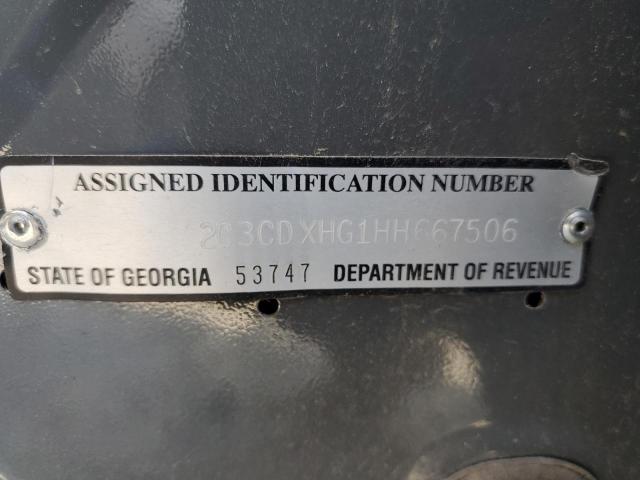 ASSIGNED IDENTIFICATION NUMBER
2C3CDXHG1HH667506
STATE OF GEORGIA 53747 DEPARTMENT OF REVENUE